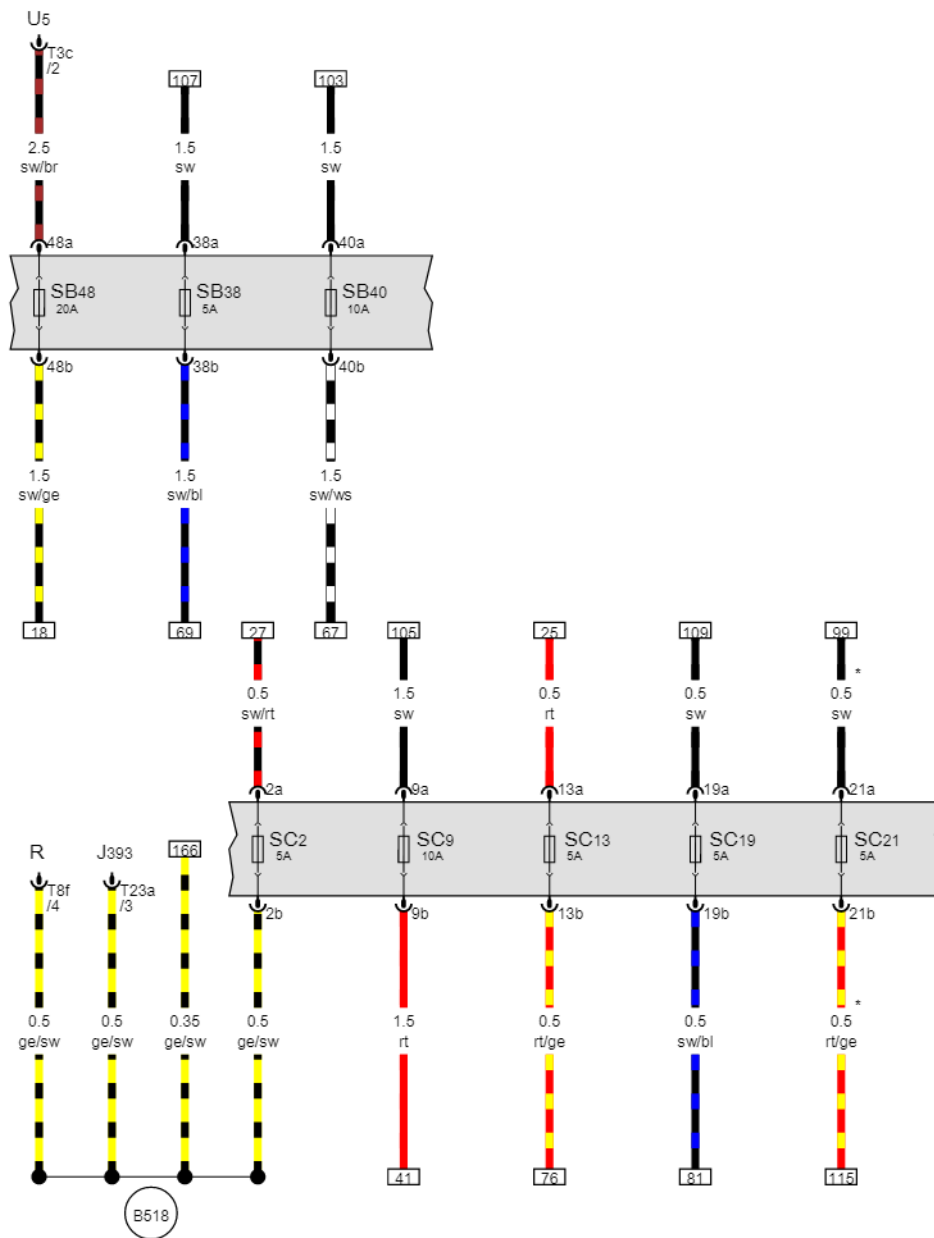 U5
T3c
/2
107
103
2.5
1.5
1.5
sw/br
sw
sw
48a
38a
40a
SB48
20A
SB38
5A
SB40
10A
48b
38b
40b
1.5
1.5
1.5
sw/ge
sw/bl
sw/ws
18
69
67
27
105
25
109
99
*
0.5
1.5
0.5
0.5
0.5
sw/rt
sw
rt
sw
sw
2a
9a
13a
19a
21a
SC2
5A
SC9
10A
SC13
5A
SC19
5A
SC21
5A
R
J393
166
T8f
/4
T23a
/3
2b
9b
13b
19b
21b
*
0.5
0.5
0.35
0.5
1.5
0.5
0.5
0.5
ge/sw
ge/sw
ge/sw
ge/sw
rt
rt/ge
sw/bl
rt/ge
41
76
81
115
B518